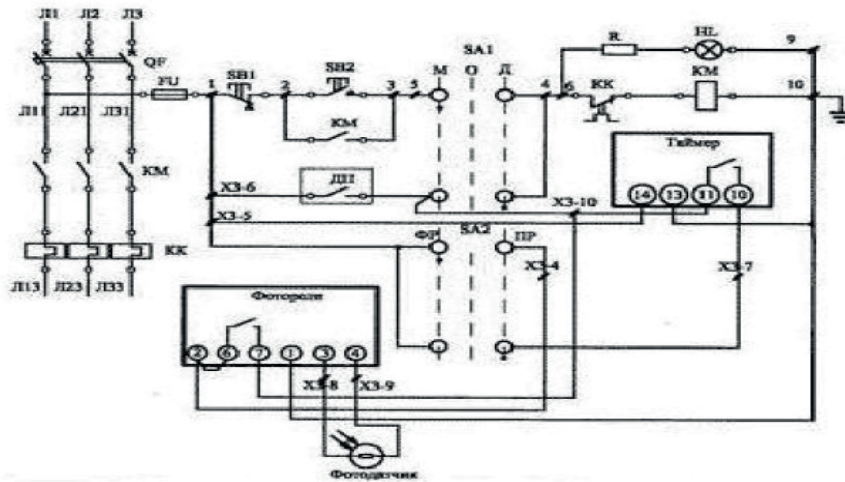 Л1 Л2 Л3
QF
FU
1
SB1
2
SB2
3
5
SA1
М О Д
4
6
R
HL
9
КК
КМ
10
Л11 Л21 Л31
КМ
КМ
Таймер
14 13 11 10
Х3-6
ДП
Х3-10
Х3-5
ФР SA2 ПР
Х3-4
Х3-7
КК
Л13 Л23 Л33
Фотореле
2 6 7 1 3 4
Х3-8 Х3-9
Фотодатчик